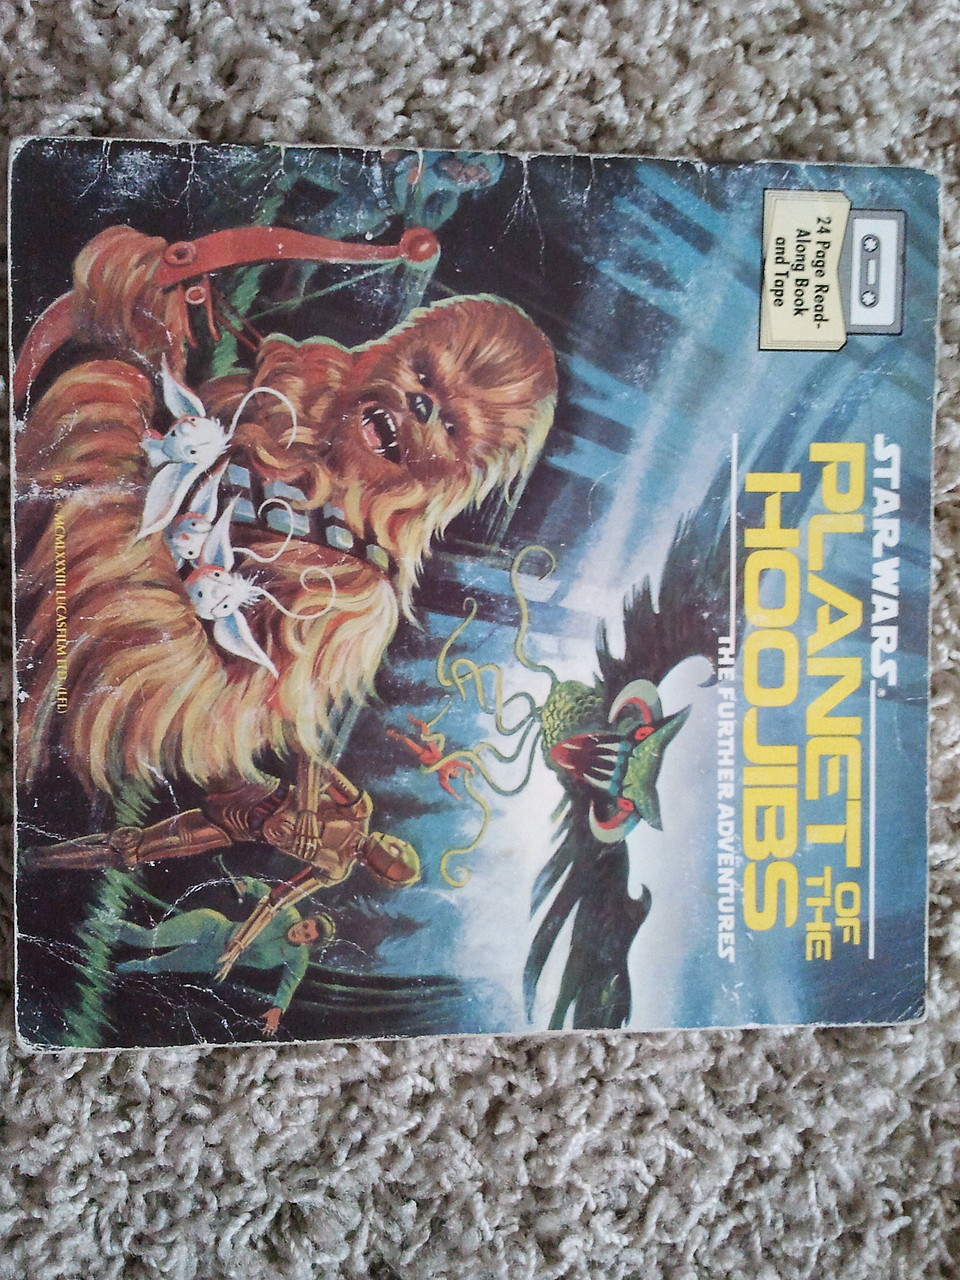 24 Page Read-
Along Book
and Tape
STAR WARS®
PLANET OF
THE
HOOJIBS
THE FURTHER ADVENTURES
® © MCMLXXXIII LUCASFILM LTD. (LFL)